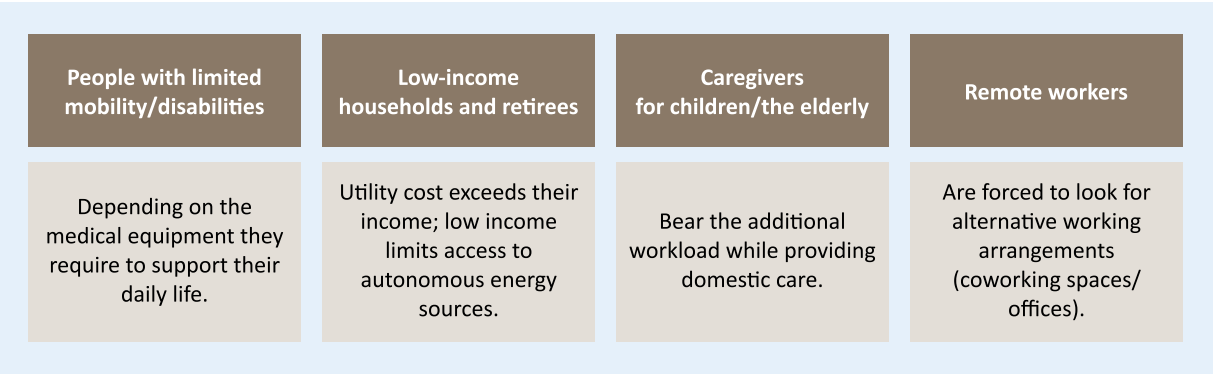 People with limited
mobility/disabilities
Low-income
households and retirees
Caregivers
for children/the elderly
Remote workers
Depending on the
medical equipment they
require to support their
daily life.
Utility cost exceeds their
income; low income
limits access to
autonomous energy
sources.
Bear the additional
workload while providing
domestic care.
Are forced to look for
alternative working
arrangements
(coworking spaces/
offices).